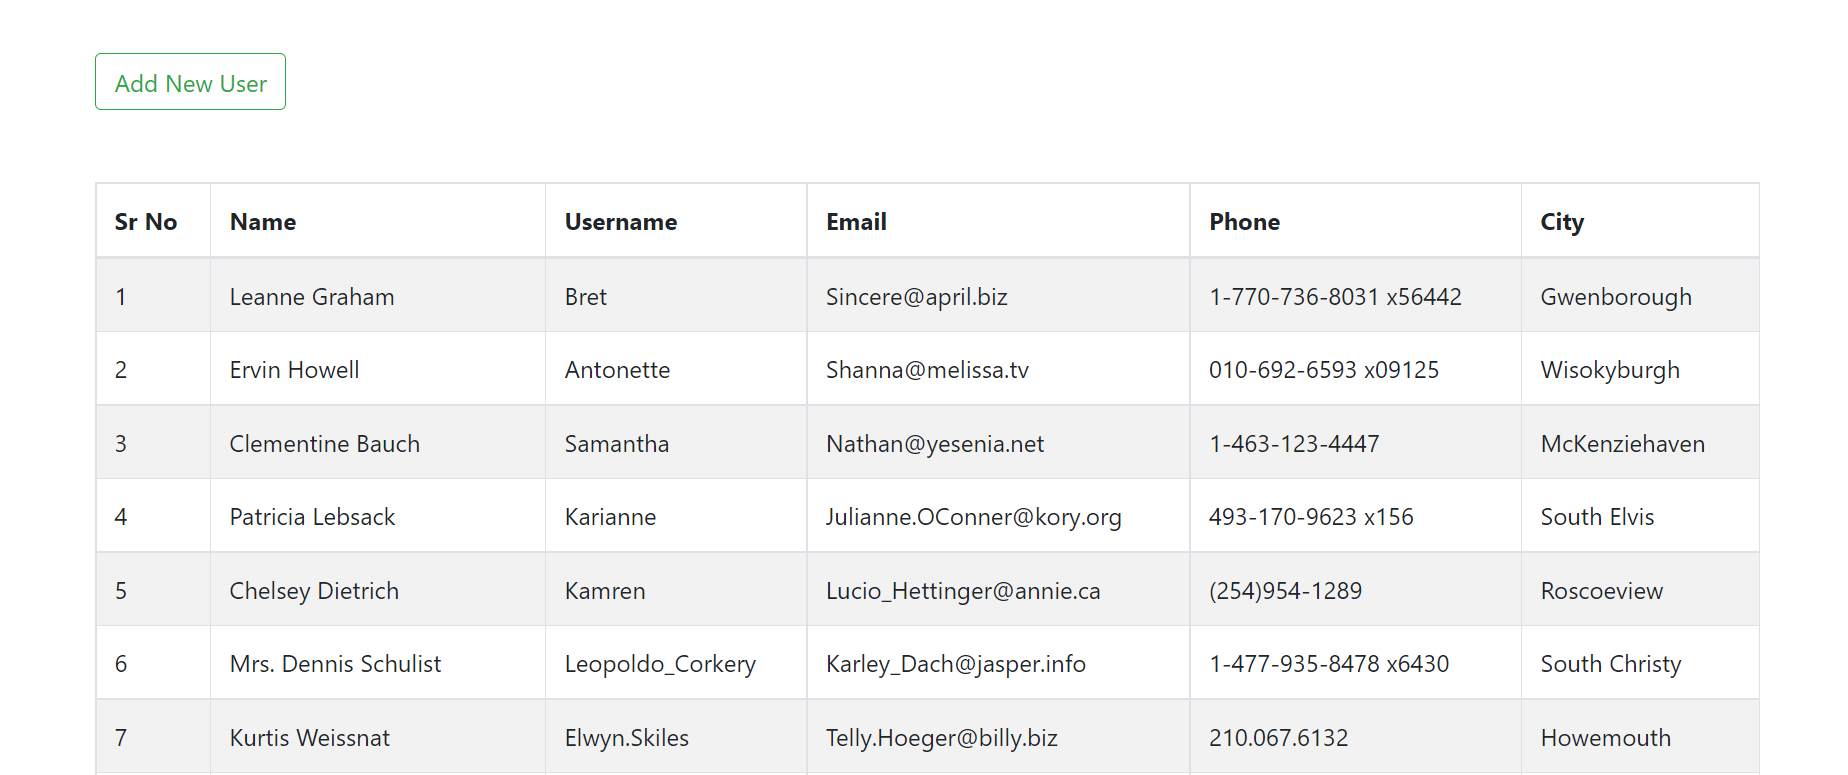 Add New User
Sr No Name Username Email Phone City
1 Leanne Graham Bret Sincere@april.biz 1-770-736-8031 x56442 Gwenborough
2 Ervin Howell Antonette Shanna@melissa.tv 010-692-6593 x09125 Wisokyburgh
3 Clementine Bauch Samantha Nathan@yesenia.net 1-463-123-4447 McKenziehaven
4 Patricia Lebsack Karianne Julianne.OConner@kory.org 493-170-9623 x156 South Elvis
5 Chelsey Dietrich Kamren Lucio_Hettinger@annie.ca (254)954-1289 Roscoeview
6 Mrs. Dennis Schulist Leopoldo_Corkery Karley_Dach@jasper.info 1-477-935-8478 x6430 South Christy
7 Kurtis Weissnat Elwyn.Skiles Telly.Hoeger@billy.biz 210.067.6132 Howemouth